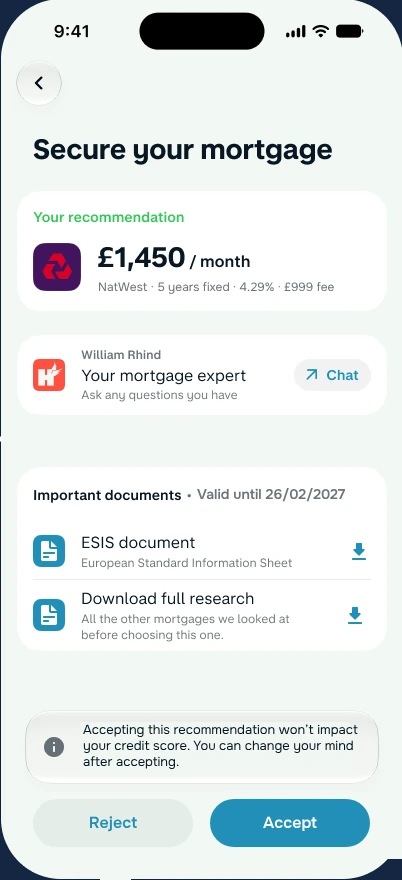 9:41
Secure your mortgage
Your recommendation
£1,450 / month
NatWest · 5 years fixed · 4.29% · £999 fee
William Rhind
Your mortgage expert
Ask any questions you have
Chat
Important documents • Valid until 26/02/2027
ESIS document
European Standard Information Sheet
Download full research
All the other mortgages we looked at
before choosing this one.
Accepting this recommendation won’t impact
your credit score. You can change your mind
after accepting.
Reject
Accept